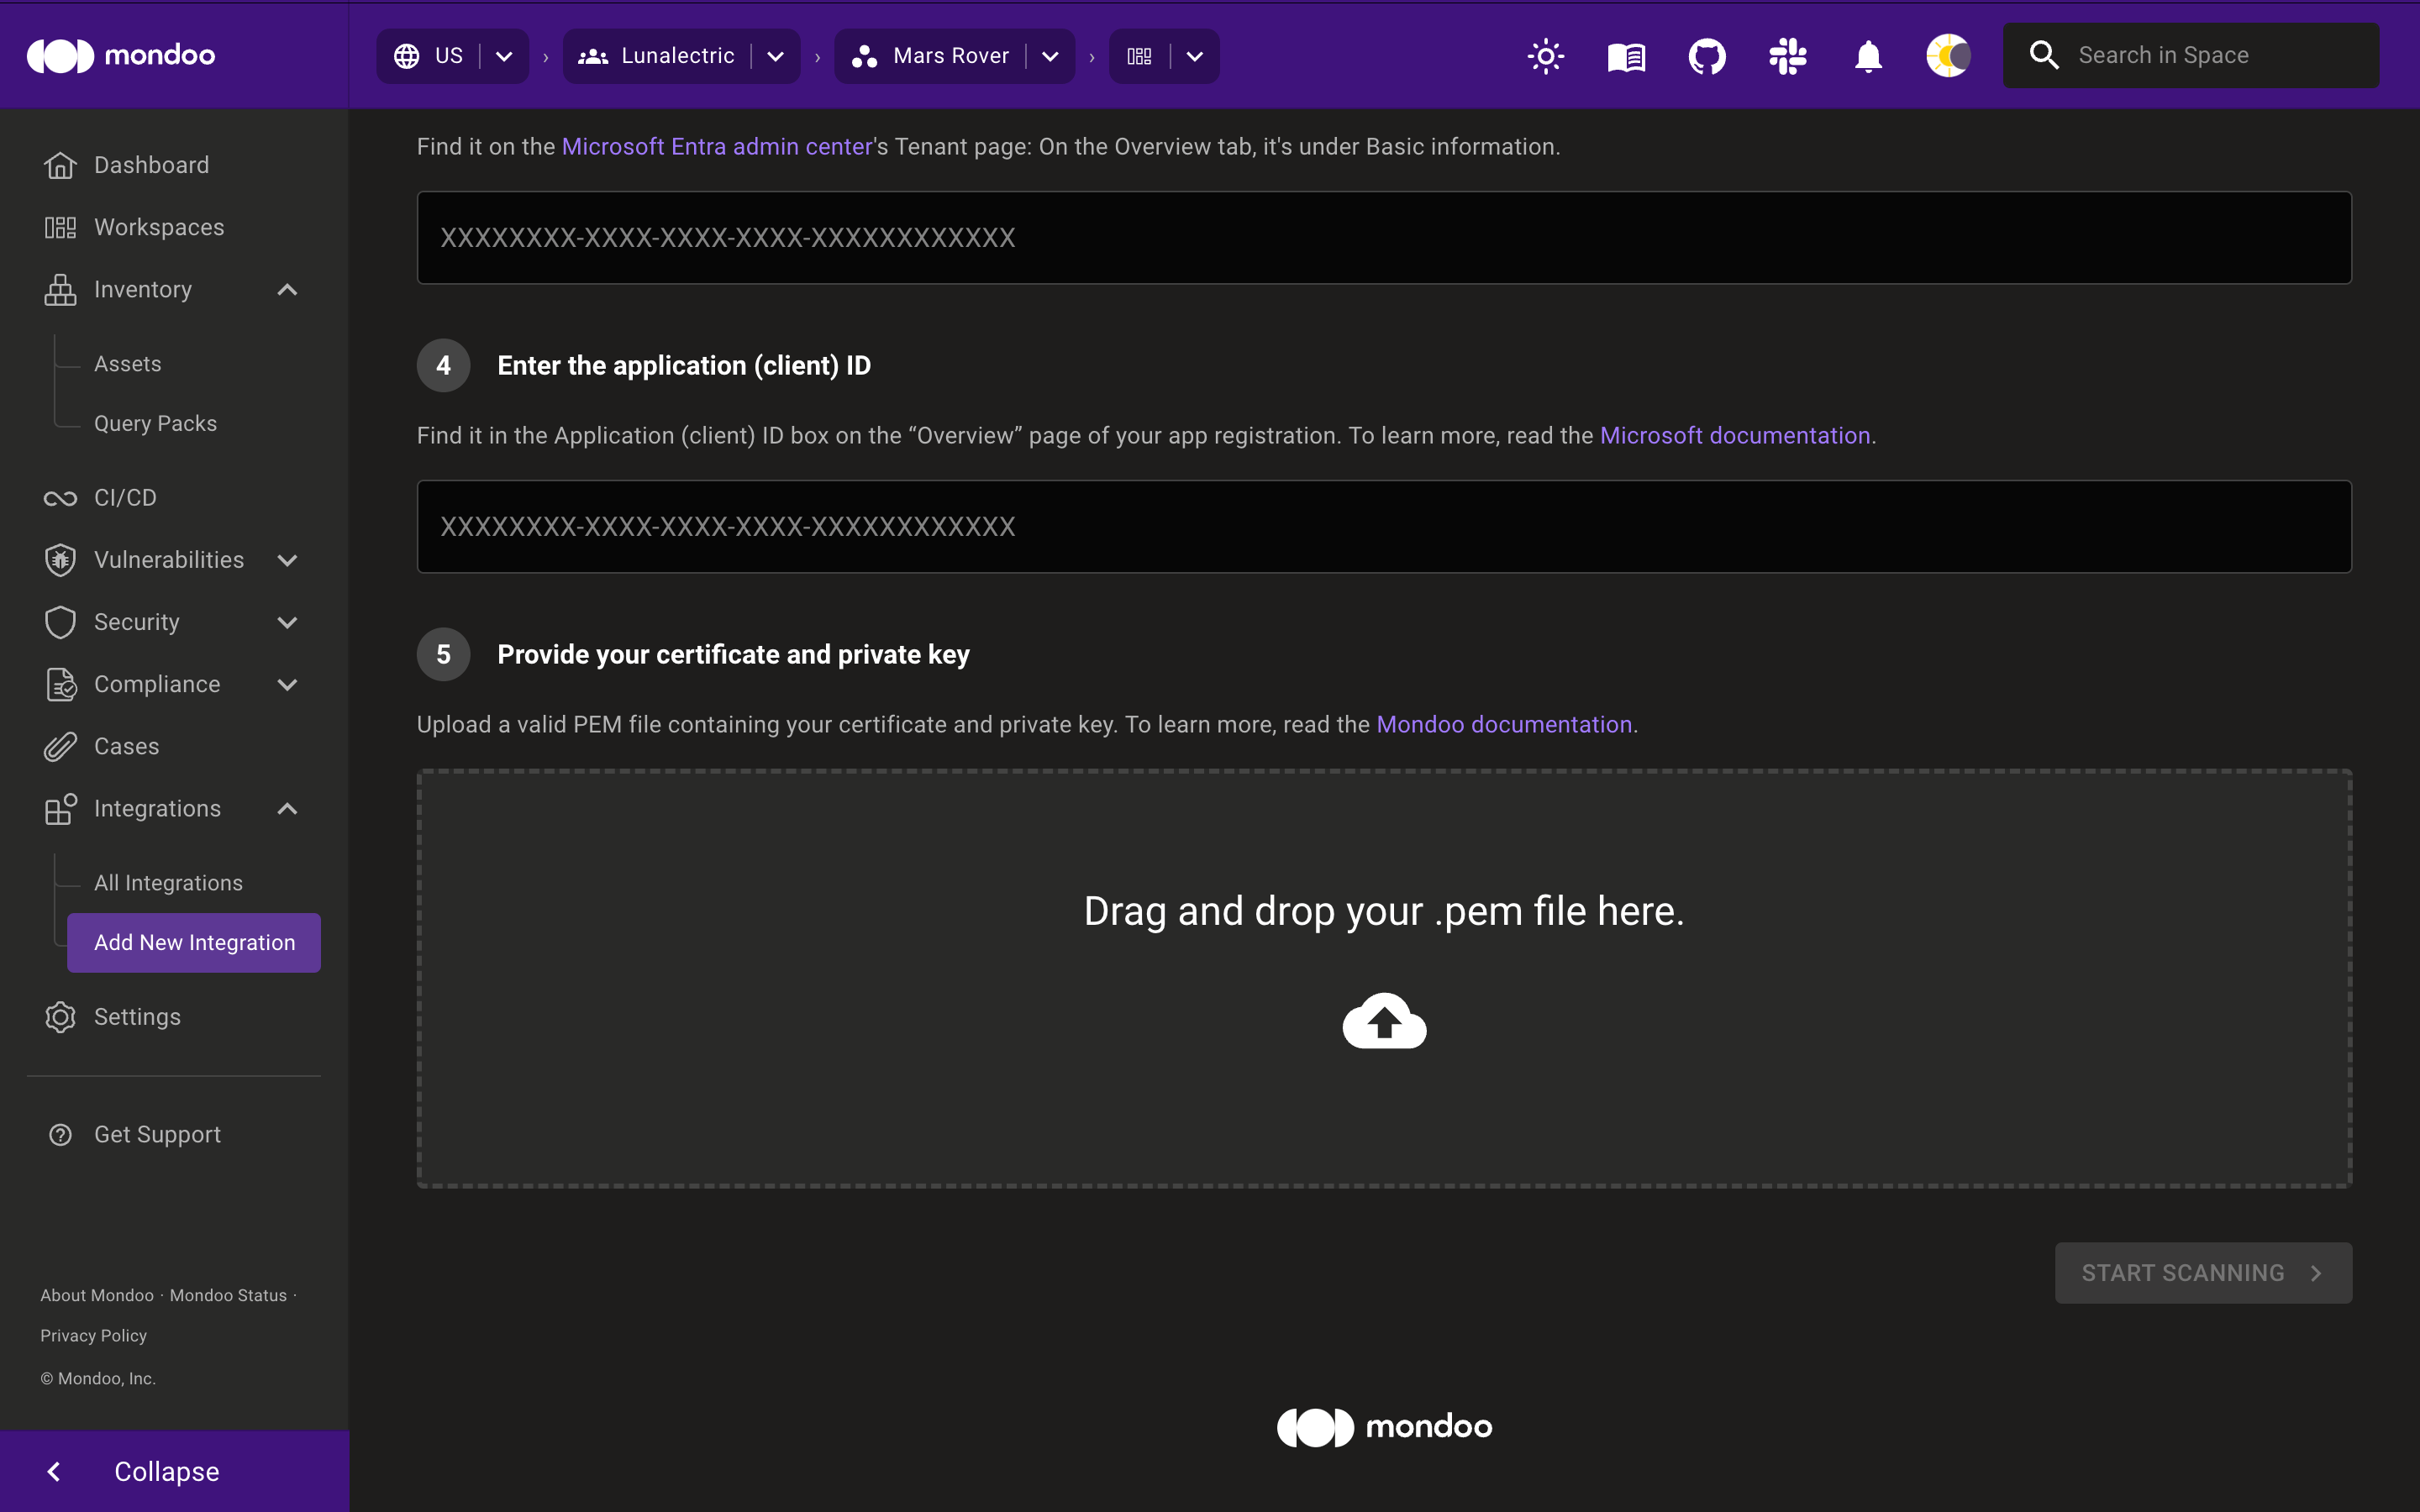 mondoo
US
Lunalectric
Mars Rover
Search in Space
Dashboard
Workspaces
Inventory
Assets
Query Packs
CI/CD
Vulnerabilities
Security
Compliance
Cases
Integrations
All Integrations
Add New Integration
Settings
Get Support
About Mondoo · Mondoo Status ·
Privacy Policy
© Mondoo, Inc.
Collapse
Find it on the Microsoft Entra admin center's Tenant page: On the Overview tab, it's under Basic information.
XXXXXXXX-XXXX-XXXX-XXXX-XXXXXXXXXXXX
4 Enter the application (client) ID
Find it in the Application (client) ID box on the “Overview” page of your app registration. To learn more, read the Microsoft documentation.
XXXXXXXX-XXXX-XXXX-XXXX-XXXXXXXXXXXX
5 Provide your certificate and private key
Upload a valid PEM file containing your certificate and private key. To learn more, read the Mondoo documentation.
Drag and drop your .pem file here.
START SCANNING
mondoo